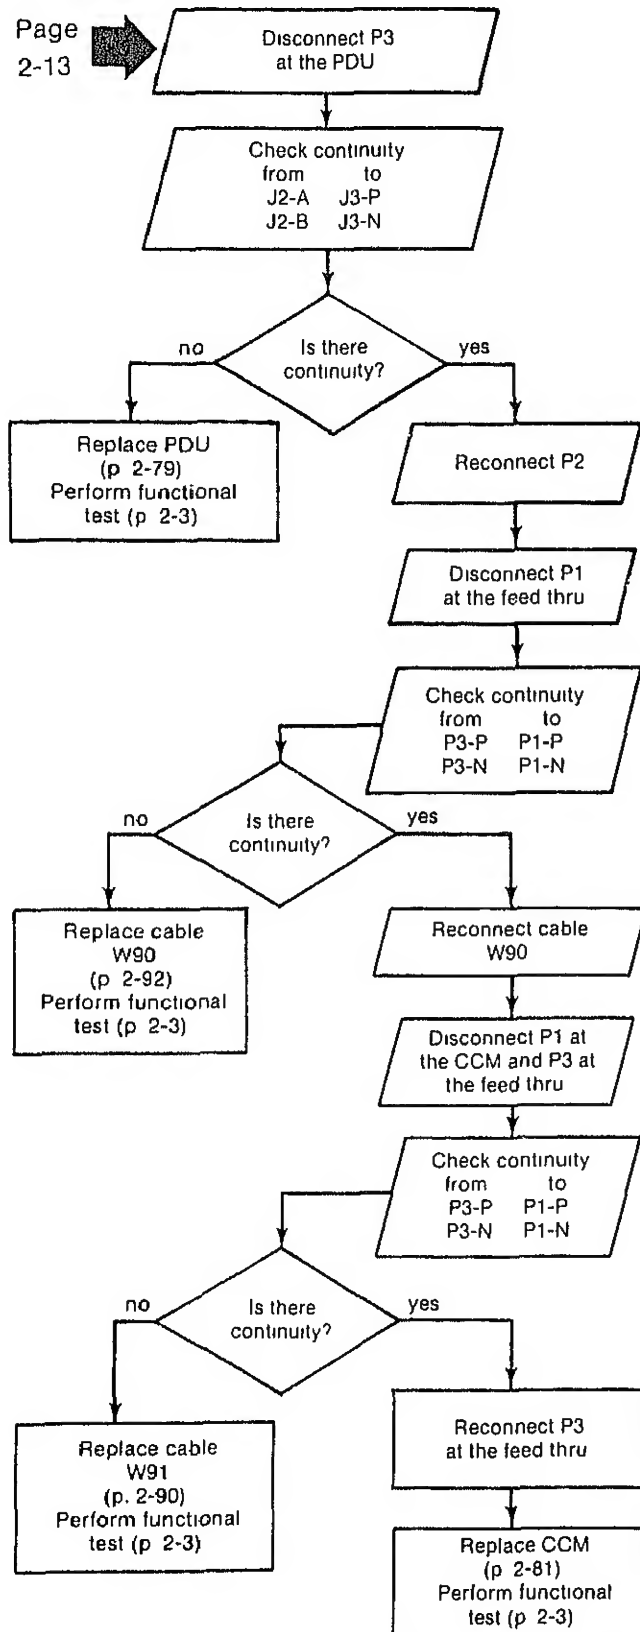 Page
2-13
Disconnect P3
at the PDU
Check continuity
from to
J2-A J3-P
J2-B J3-N
Is there
continuity?
no
yes
Replace PDU
(p 2-79)
Perform functional
test (p 2-3)
Reconnect P2
Disconnect P1
at the feed thru
Check continuity
from to
P3-P P1-P
P3-N P1-N
Is there
continuity?
no
yes
Replace cable
W90
(p 2-92)
Perform functional
test (p 2-3)
Reconnect cable
W90
Disconnect P1 at
the CCM and P3 at
the feed thru
Check continuity
from to
P3-P P1-P
P3-N P1-N
Is there
continuity?
no
yes
Replace cable
W91
(p. 2-90)
Perform functional
test (p 2-3)
Reconnect P3
at the feed thru
Replace CCM
(p 2-81)
Perform functional
test (p 2-3)